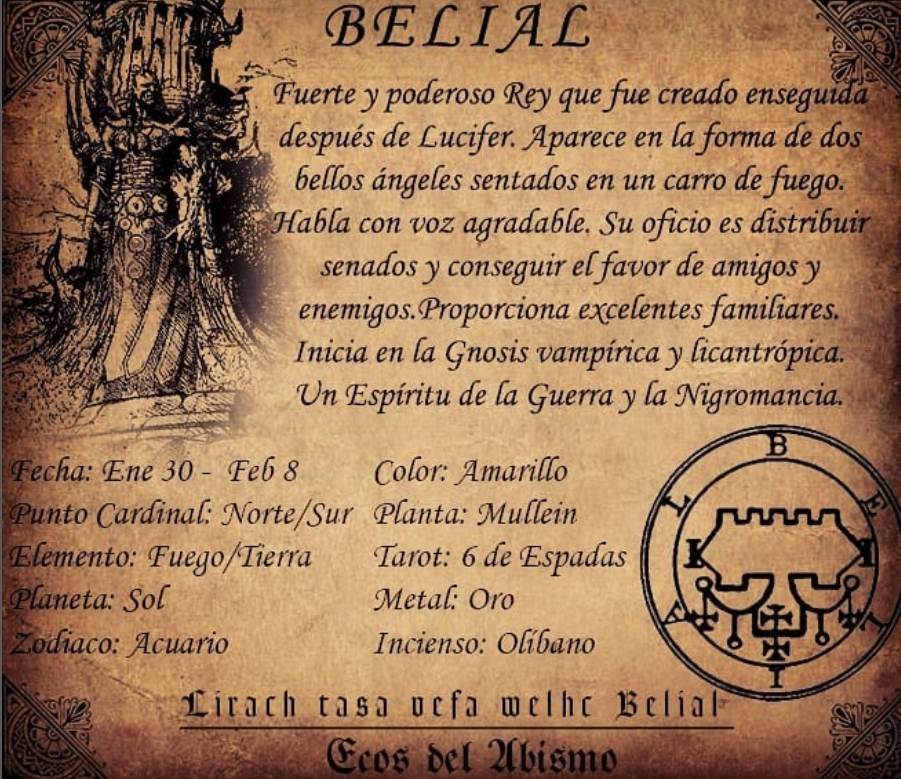 BELIAL
Fuerte y poderoso Rey que fue creado enseguida
después de Lucifer. Aparece en la forma de dos
bellos ángeles sentados en un carro de fuego.
Habla con voz agradable. Su oficio es distribuir
senados y conseguir el favor de amigos y
enemigos.Proporciona excelentes familiares.
Inicia en la Gnosis vampírica y licantrópica.
Un Espíritu de la Guerra y la Nigromancia.
Fecha: Ene 30 - Feb 8
Punto Cardinal: Norte/Sur
Elemento: Fuego/Tierra
Planeta: Sol
Zodiaco: Acuario
Color: Amarillo
Planta: Mullein
Tarot: 6 de Espadas
Metal: Oro
Incienso: Olíbano
BELIAL
Lirach tasa vefa welhc Belial
Ecos del Abismo